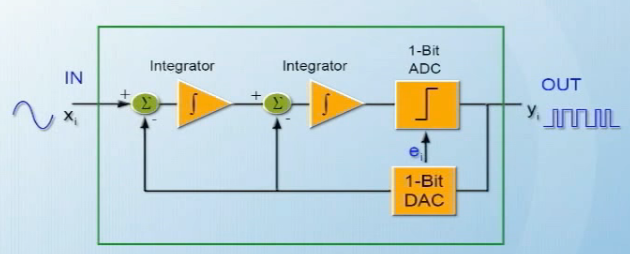 IN
xᵢ
+
Σ
-
Integrator
∫
+
Σ
-
Integrator
∫
1-Bit
ADC
eᵢ
1-Bit
DAC
OUT
yᵢ